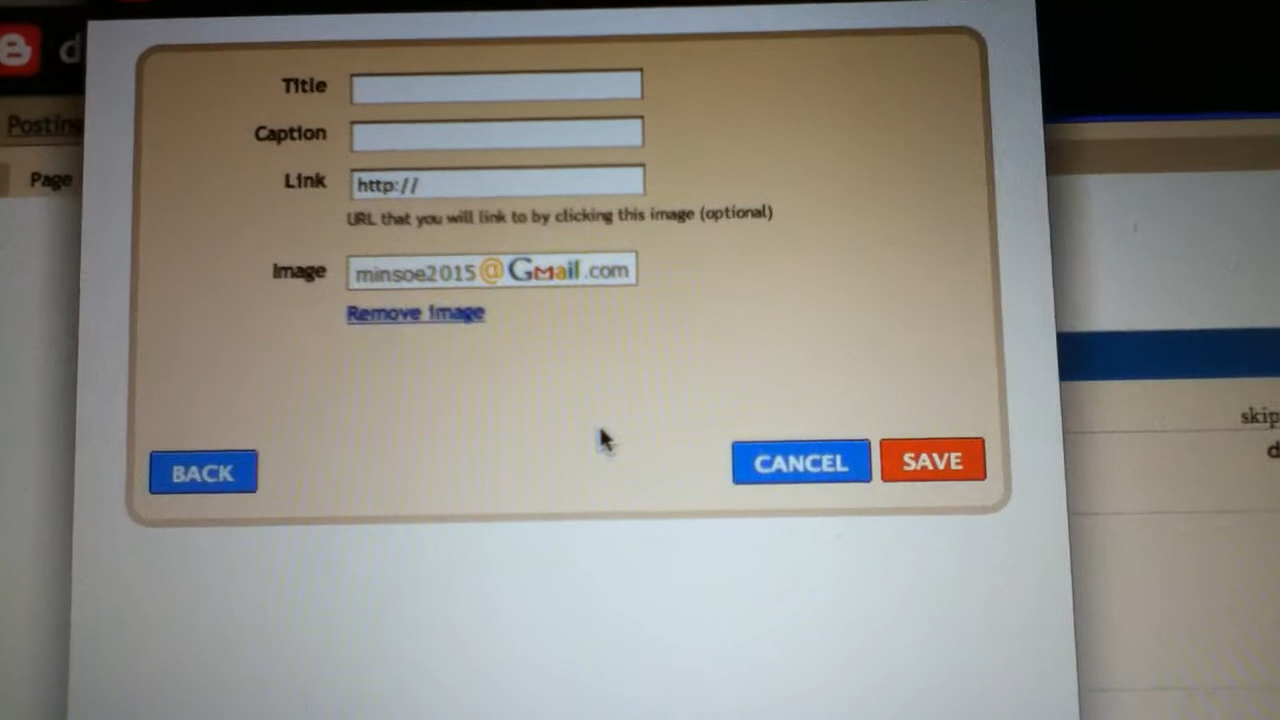 Posting
Page
Title
Caption
Link
http://
URL that you will link to by clicking this image (optional)
Image
minsoe2015@Gmail.com
Remove Image
BACK
CANCEL
SAVE
skip
d
d